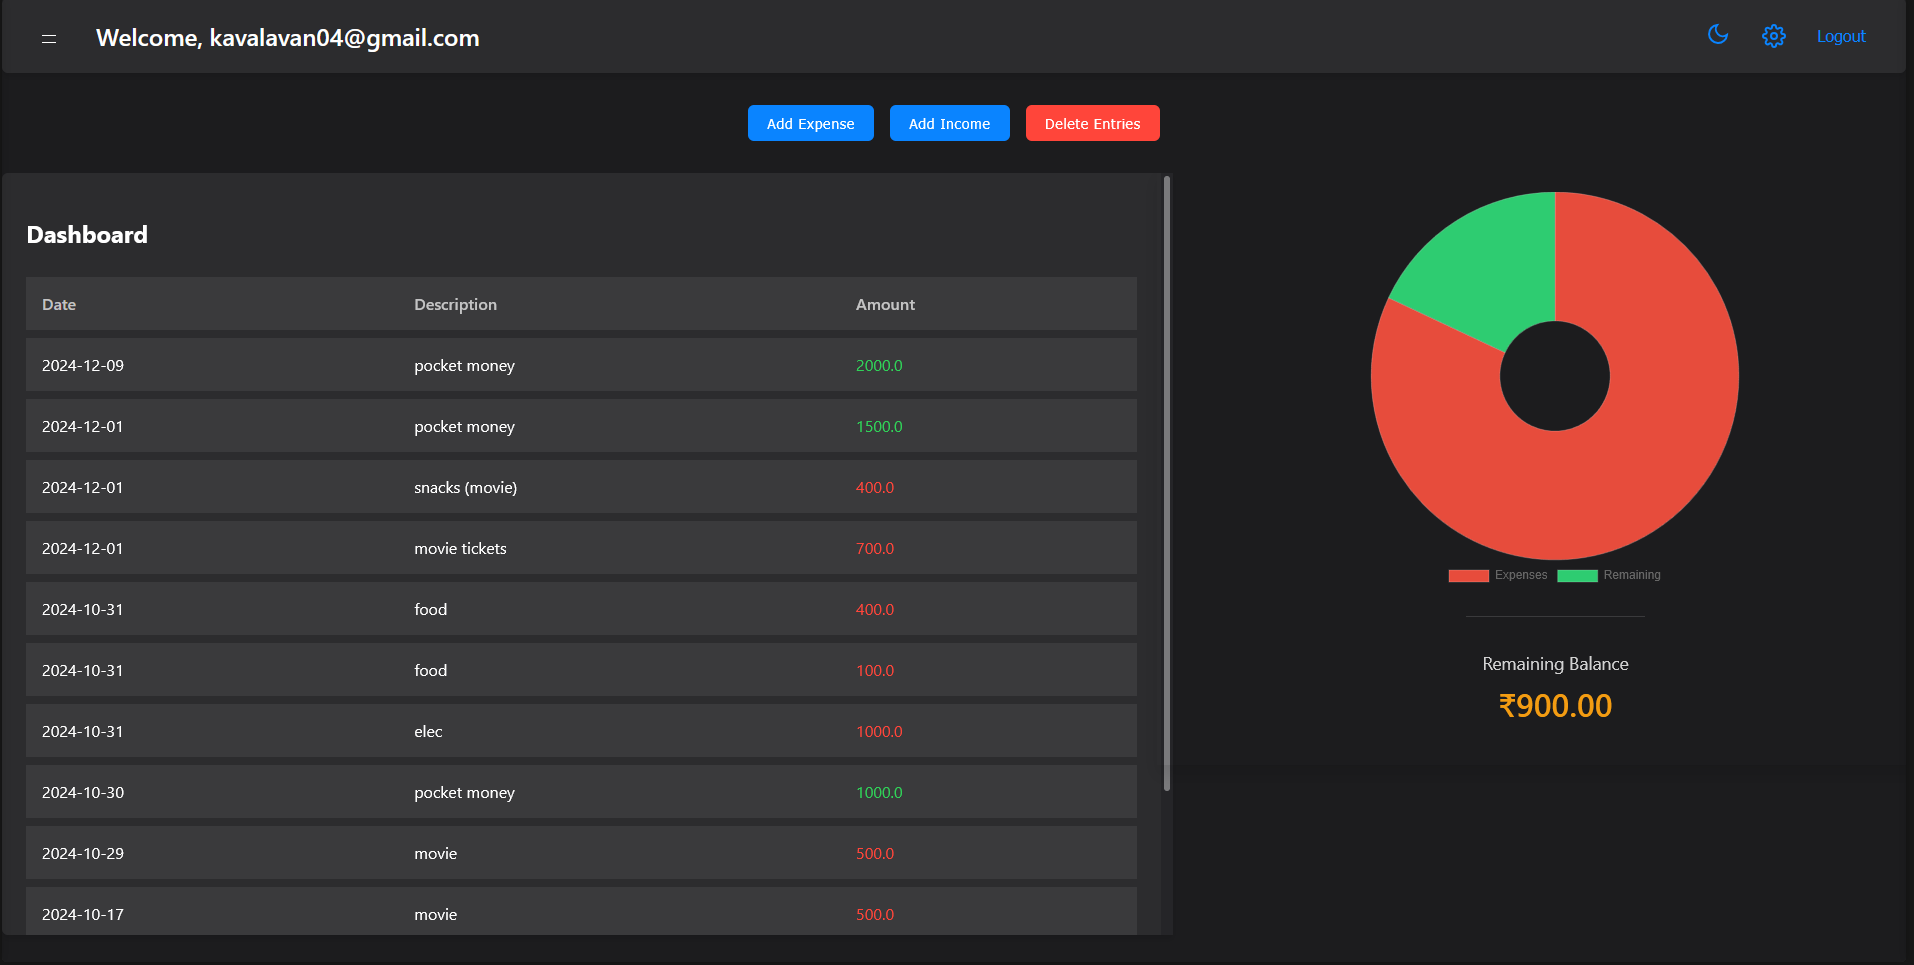 Welcome, kavalavan04@gmail.com
Logout
Add Expense
Add Income
Delete Entries
Dashboard
Date Description Amount
2024-12-09 pocket money 2000.0
2024-12-01 pocket money 1500.0
2024-12-01 snacks (movie) 400.0
2024-12-01 movie tickets 700.0
2024-10-31 food 400.0
2024-10-31 food 100.0
2024-10-31 elec 1000.0
2024-10-30 pocket money 1000.0
2024-10-29 movie 500.0
2024-10-17 movie 500.0
Expenses Remaining
Remaining Balance
₹900.00